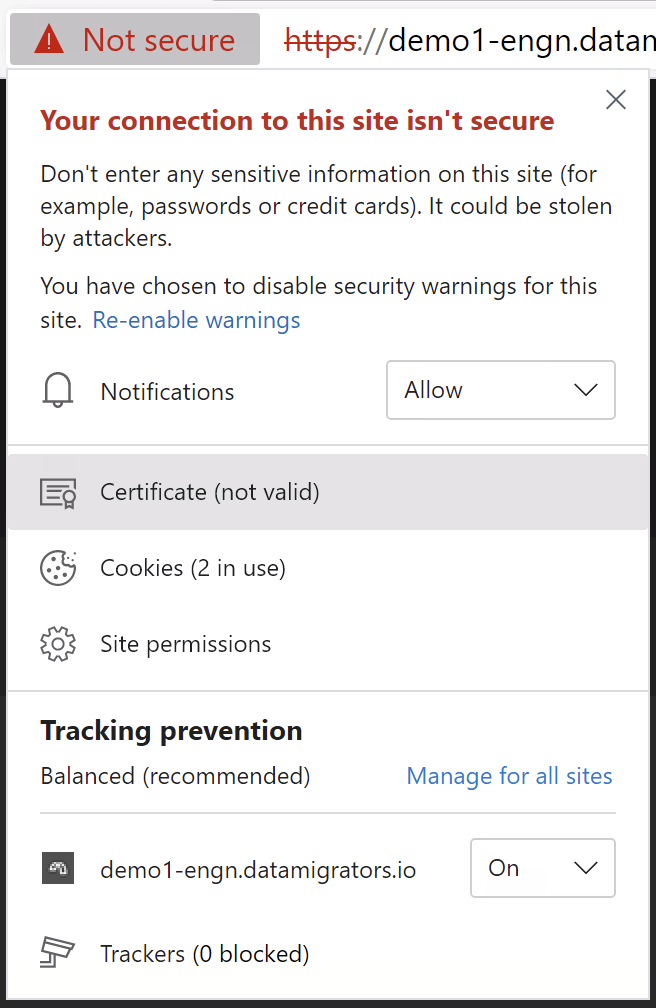 Not secure https://demo1-engn.datam
Your connection to this site isn't secure
Don't enter any sensitive information on this site (for
example, passwords or credit cards). It could be stolen
by attackers.
You have chosen to disable security warnings for this
site. Re-enable warnings
Notifications Allow
Certificate (not valid)
Cookies (2 in use)
Site permissions
Tracking prevention
Balanced (recommended) Manage for all sites
demo1-engn.datamigrators.io On
Trackers (0 blocked)